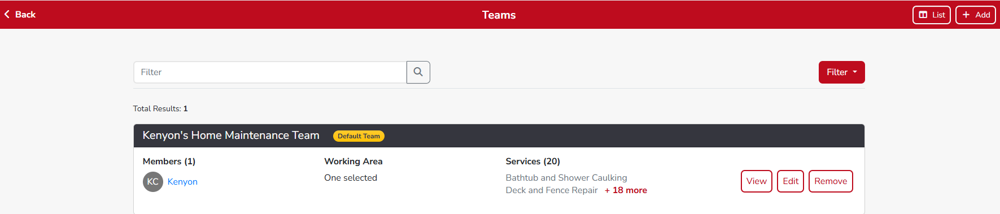 Back
Teams
List
Add
Filter
Filter
Total Results: 1
Kenyon's Home Maintenance Team
Default Team
Members (1)
KC Kenyon
Working Area
One selected
Services (20)
Bathtub and Shower Caulking
Deck and Fence Repair + 18 more
View
Edit
Remove